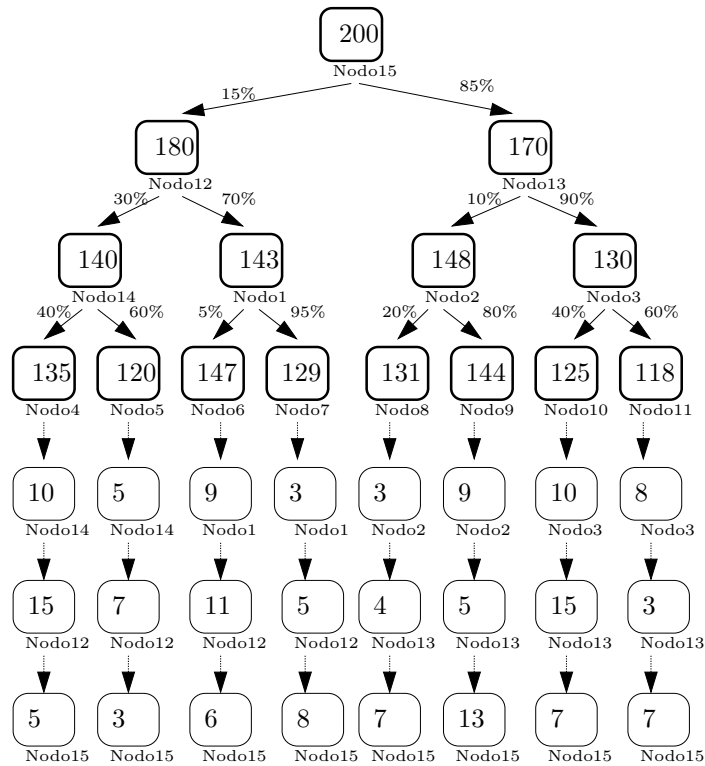 200
Nodo15
15% 85%
180 170
Nodo12 Nodo13
30% 70% 10% 90%
140 143 148 130
Nodo14 Nodo1 Nodo2 Nodo3
40% 60% 5% 95% 20% 80% 40% 60%
135 120 147 129 131 144 125 118
Nodo4 Nodo5 Nodo6 Nodo7 Nodo8 Nodo9 Nodo10 Nodo11
10 5 9 3 3 9 10 8
Nodo14 Nodo14 Nodo1 Nodo1 Nodo2 Nodo2 Nodo3 Nodo3
15 7 11 5 4 5 15 3
Nodo12 Nodo12 Nodo12 Nodo12 Nodo13 Nodo13 Nodo13 Nodo13
5 3 6 8 7 13 7 7
Nodo15 Nodo15 Nodo15 Nodo15 Nodo15 Nodo15 Nodo15 Nodo15